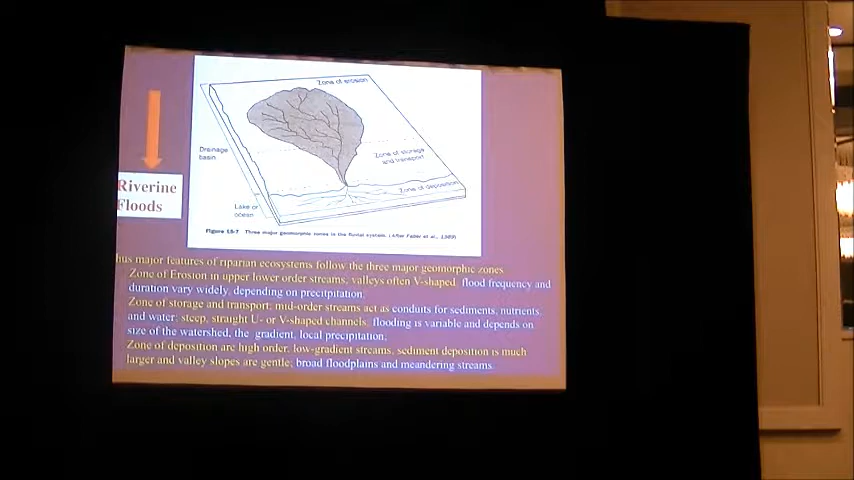 Zone of erosion
Drainage
basin
Zone of storage
and transport
Zone of deposition
Lake or
ocean
Riverine
Floods
Figure 15-7 Three major geomorphic zones in the fluvial system. (After Faber et al., 1989)
hus major features of riparian ecosystems follow the three major geomorphic zones
Zone of Erosion in upper lower order streams, valleys often V-shaped, flood frequency and
duration vary widely, depending on precipitation.
Zone of storage and transport: mid-order streams act as conduits for sediments, nutrients,
and water; steep, straight U- or V-shaped channels, flooding is variable and depends on
size of the watershed, the gradient, local precipitation.
Zone of deposition are high order, low-gradient streams, sediment deposition is much
larger and valley slopes are gentle; broad floodplains and meandering streams